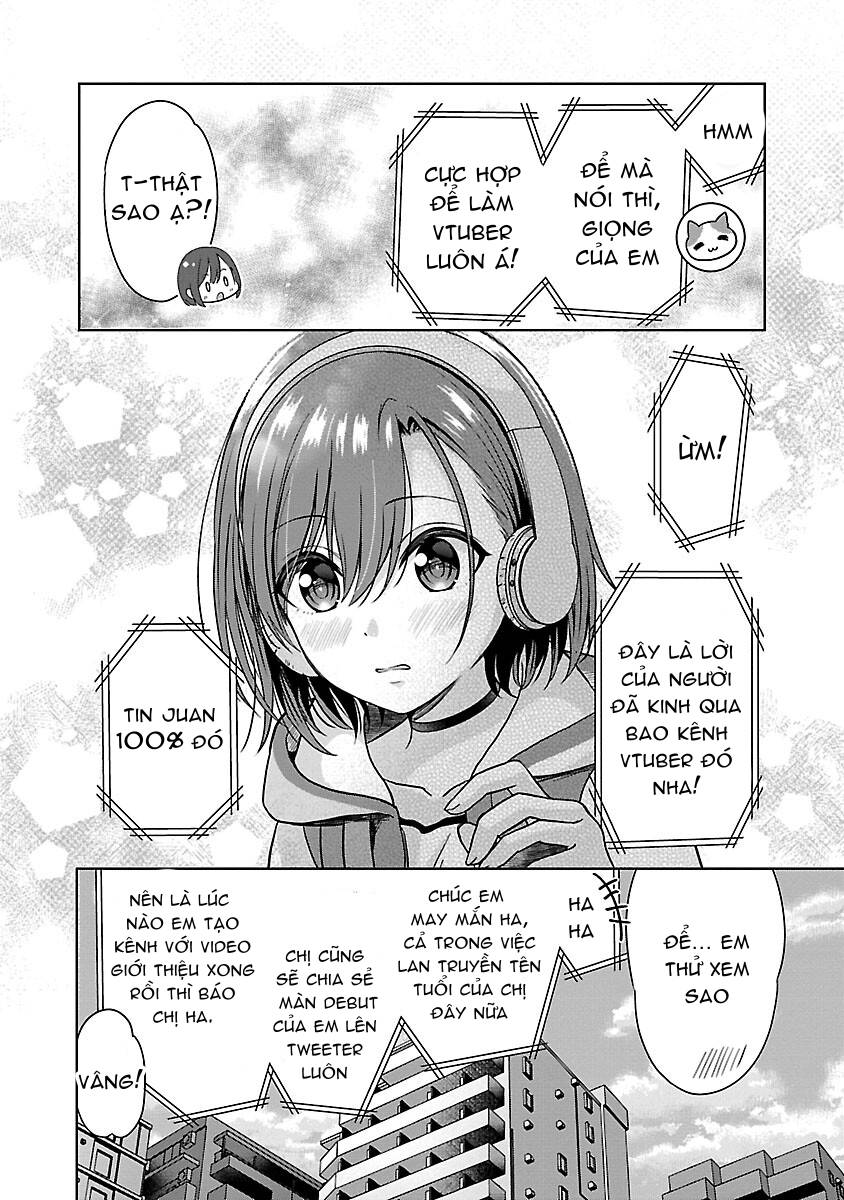 HMM
ĐỂ MÀ
NÓI THÌ,
GIỌNG
CỦA EM
CỰC HỢP
ĐỂ LÀM
VTUBER
LUÔN Á!
T-THẬT
SAO Ạ?!
ỪM!
ĐÂY LÀ LỜI
CỦA NGƯỜI
ĐÃ KINH QUA
BAO KÊNH
VTUBER ĐÓ
NHA!
TIN JUAN
100% ĐÓ
ĐỂ... EM
THỬ XEM
SAO
HA
HA
CHÚC EM
MAY MẮN HA,
CẢ TRONG VIỆC
LAN TRUYỀN TÊN
TUỔI CỦA CHỊ
ĐÂY NỮA
CHỊ CŨNG
SẼ CHIA SẺ
MÀN DEBUT
CỦA EM LÊN
TWEETER
LUÔN
NÊN LÀ LÚC
NÀO EM TẠO
KÊNH VỚI VIDEO
GIỚI THIỆU XONG
RỒI THÌ BÁO
CHỊ HA.
VÂNG!